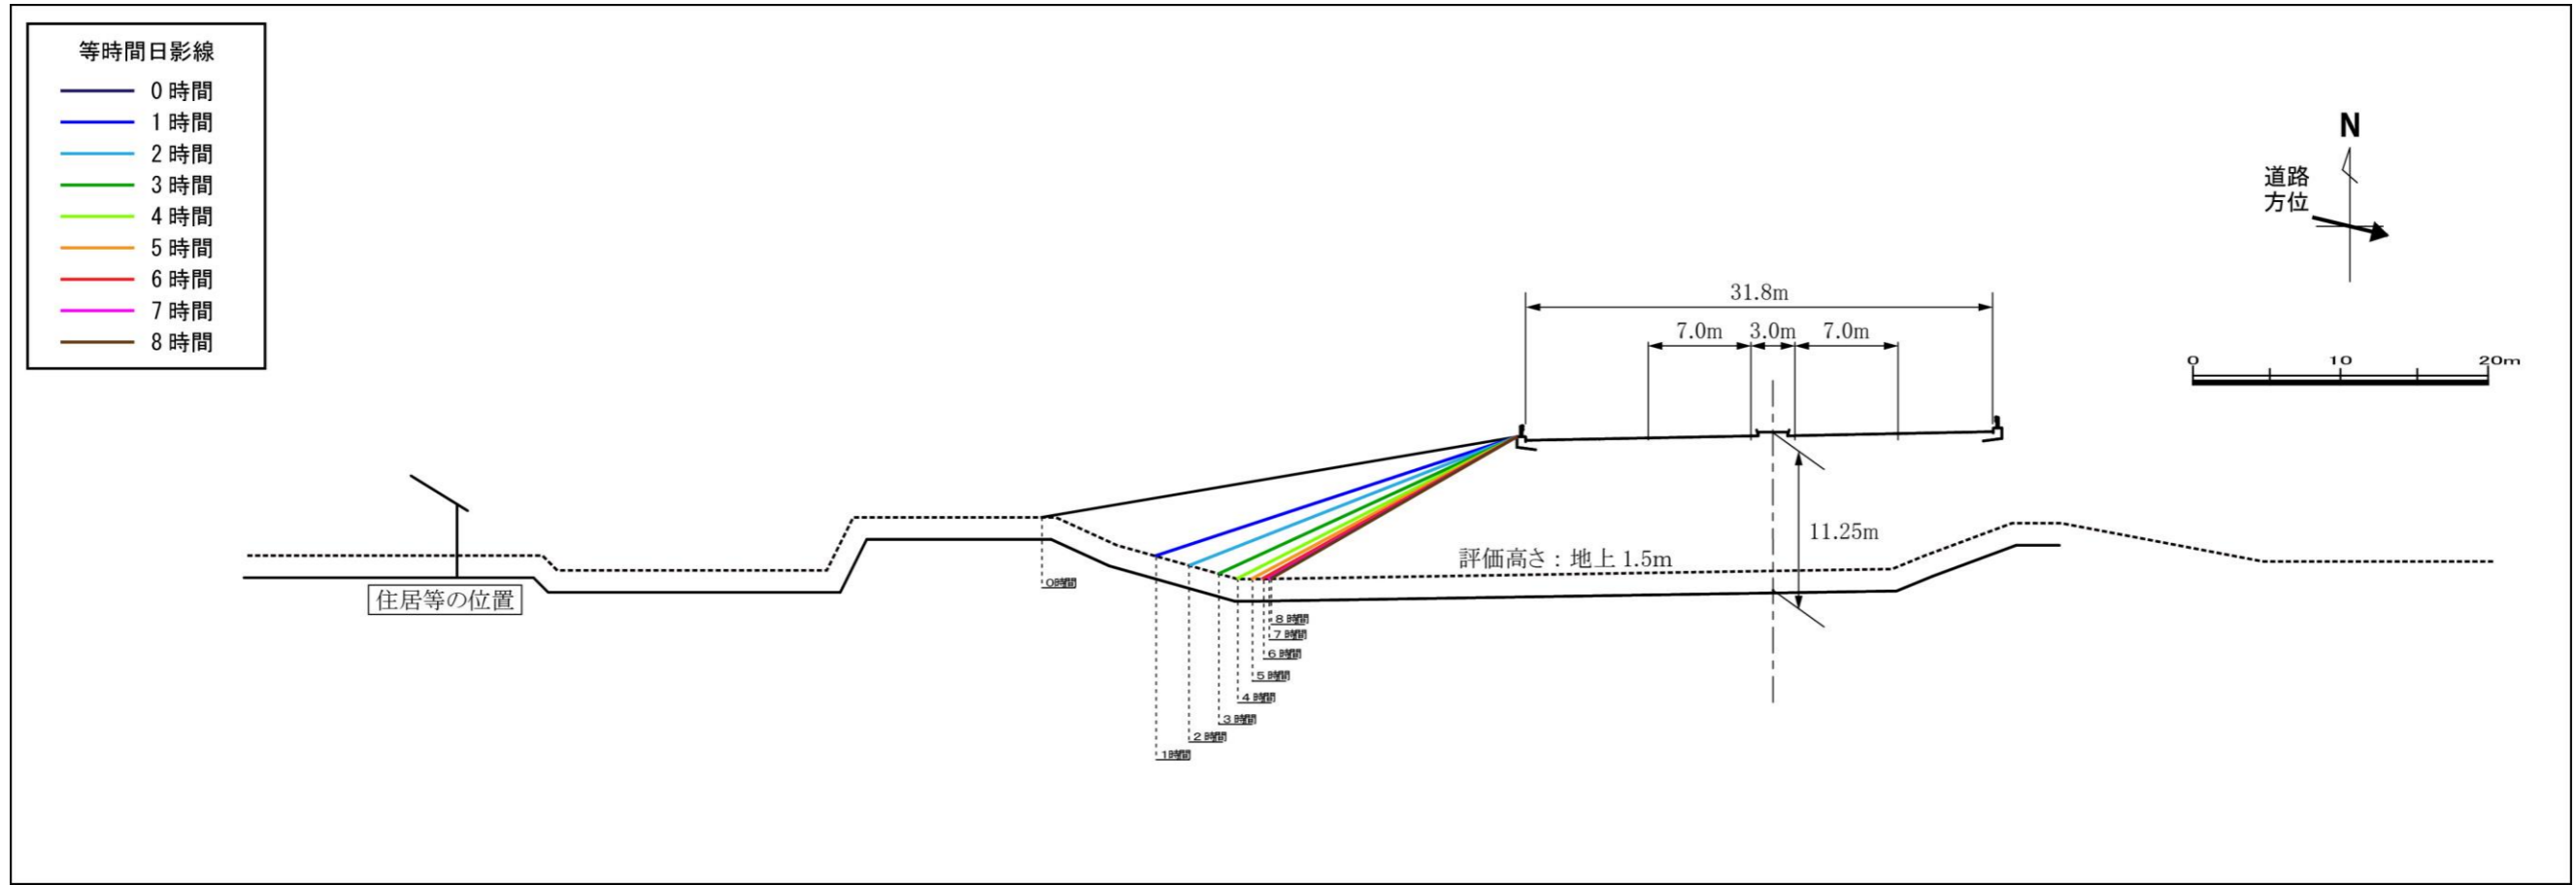 等時間日影線
0 時間
1 時間
2 時間
3 時間
4 時間
5 時間
6 時間
7 時間
8 時間
N
道路
方位
31.8m
7.0m 3.0m 7.0m
0 10 20m
11.25m
評価高さ：地上 1.5m
住居等の位置
0時間
8 時間
7 時間
6 時間
5 時間
4 時間
3 時間
2 時間
1時間